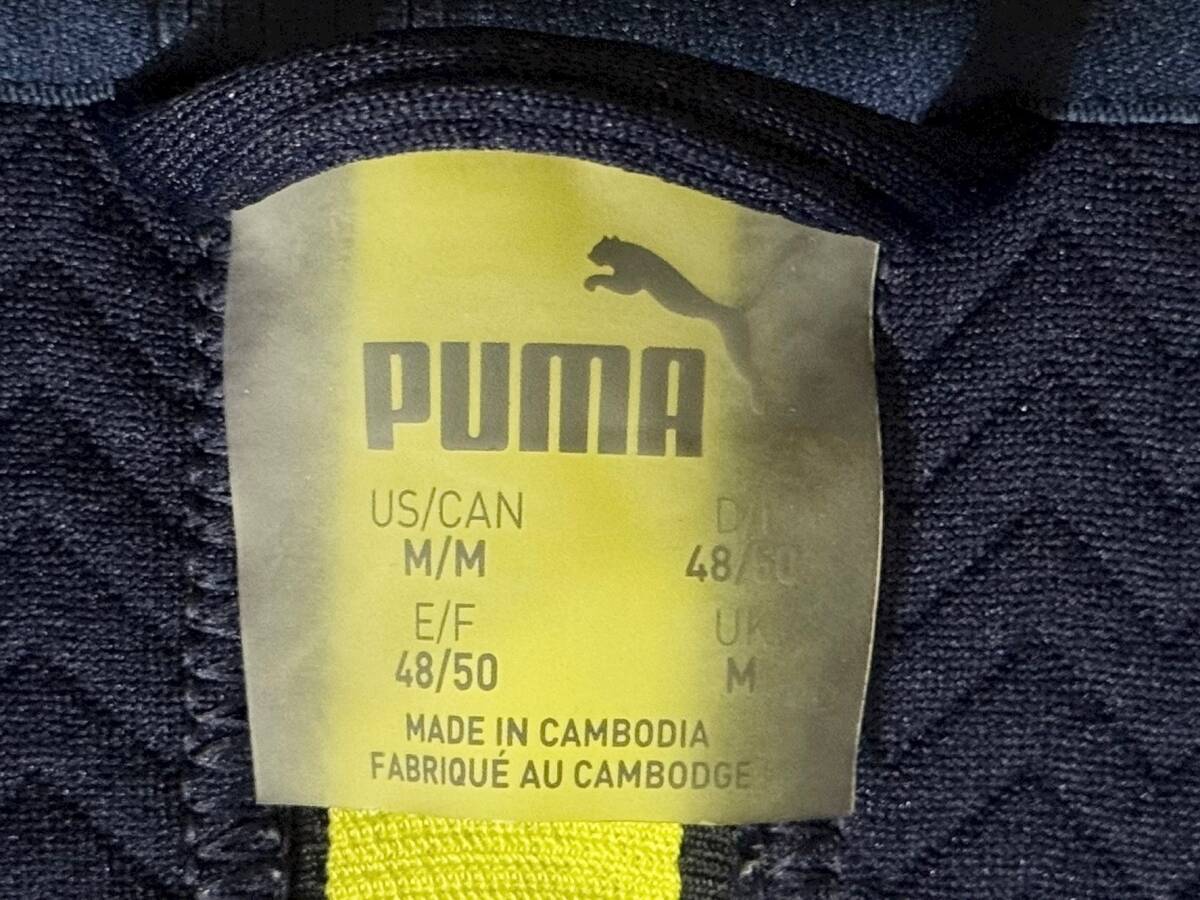 PUMA
US/CAN
M/M
48/50
E/F
UK
48/50
M
MADE IN CAMBODIA
FABRIQUÉ AU CAMBODGE